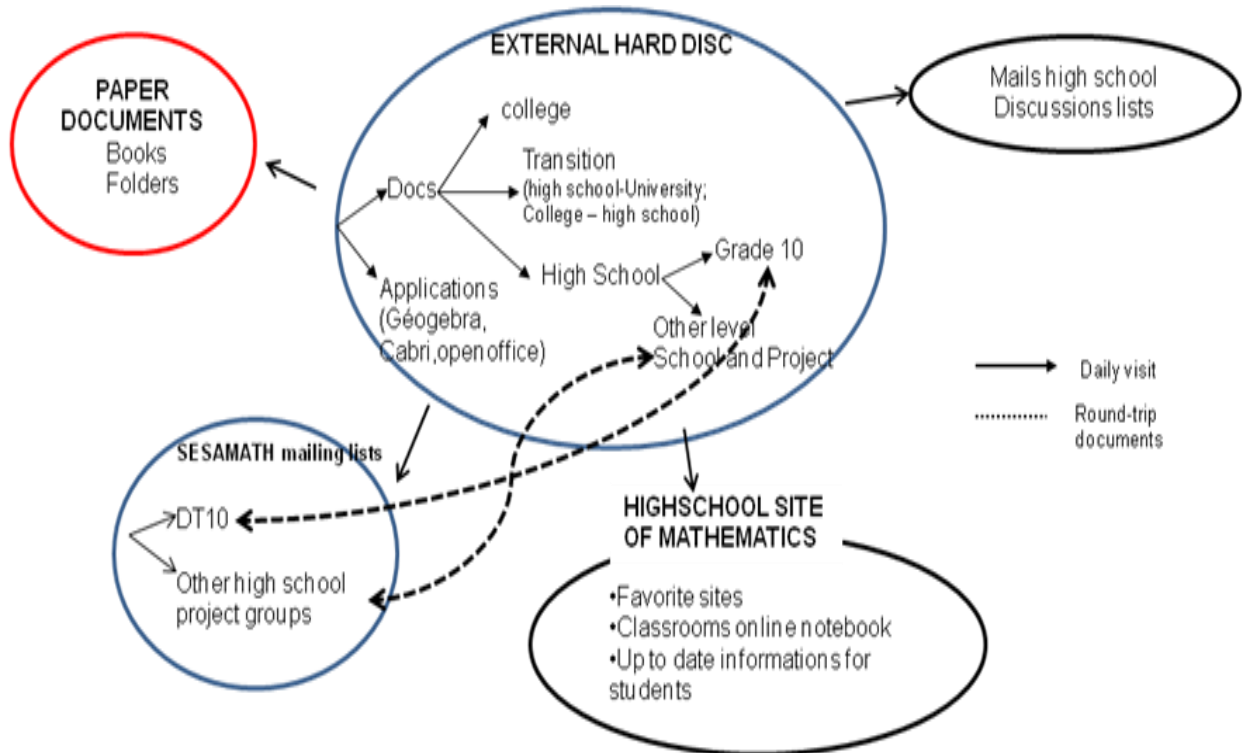 EXTERNAL HARD DISC
PAPER
DOCUMENTS
Books
Folders
Mails high school
Discussions lists
college
Transition
(high school-University;
College – high school)
Docs
Grade 10
High School
Applications
(Géogebra,
Cabri,open office)
Other level
School and Project
Daily visit
Round-trip
documents
SESAMATH mailing lists
DT10
Other high school
project groups
HIGHSCHOOL SITE
OF MATHEMATICS
•Favorite sites
•Classrooms online notebook
•Up to date informations for
students